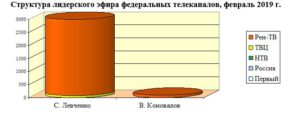 Структура лидерского эфира федеральных телеканалов, февраль 2019 г.
3000
2500
2000
1500
1000
500
0
С. Левченко
В. Коновалов
Рен-ТВ
ТВЦ
НТВ
Россия
Первый